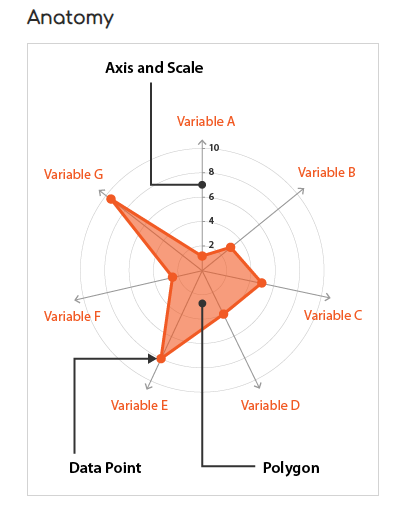 Anatomy
Axis and Scale
Variable A
10
Variable B
Variable G
8
6
4
2
Variable F
Variable C
Variable E
Variable D
Data Point
Polygon